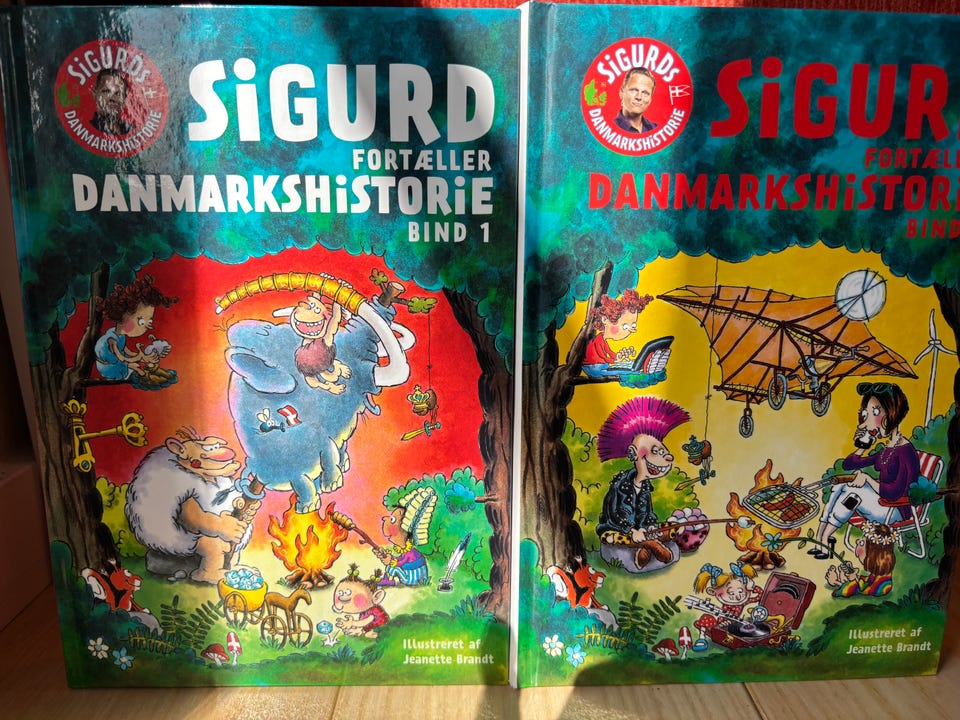 SiGURDs
DANMARKSHiSTORiE
SiGURD
FORTÆLLER
DANMARKSHiSTORiE
BIND 1
Illustreret af
Jeanette Brandt
SiGURDs
DANMARKSHiSTORiE
SiGUR
FORTÆL
DANMARKSHiSTORi
BIND
Illustreret af
Jeanette Brandt